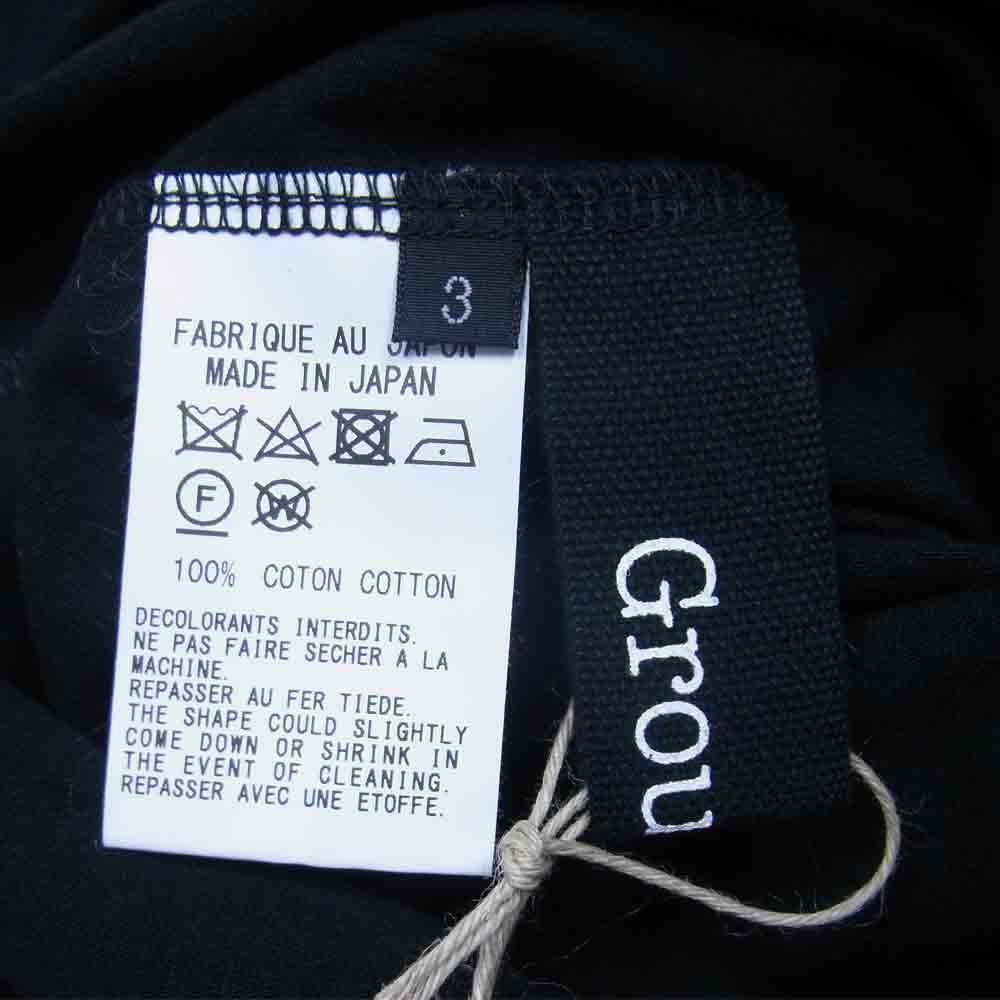 3
FABRIQUE AU JAPON
MADE IN JAPAN
F W
100% COTON COTTON
DECOLORANTS INTERDITS.
NE PAS FAIRE SECHER A LA
MACHINE.
REPASSER AU FER TIEDE.
THE SHAPE COULD SLIGHTLY
COME DOWN OR SHRINK IN
THE EVENT OF CLEANING.
REPASSER AVEC UNE ETOFFE.
Grou